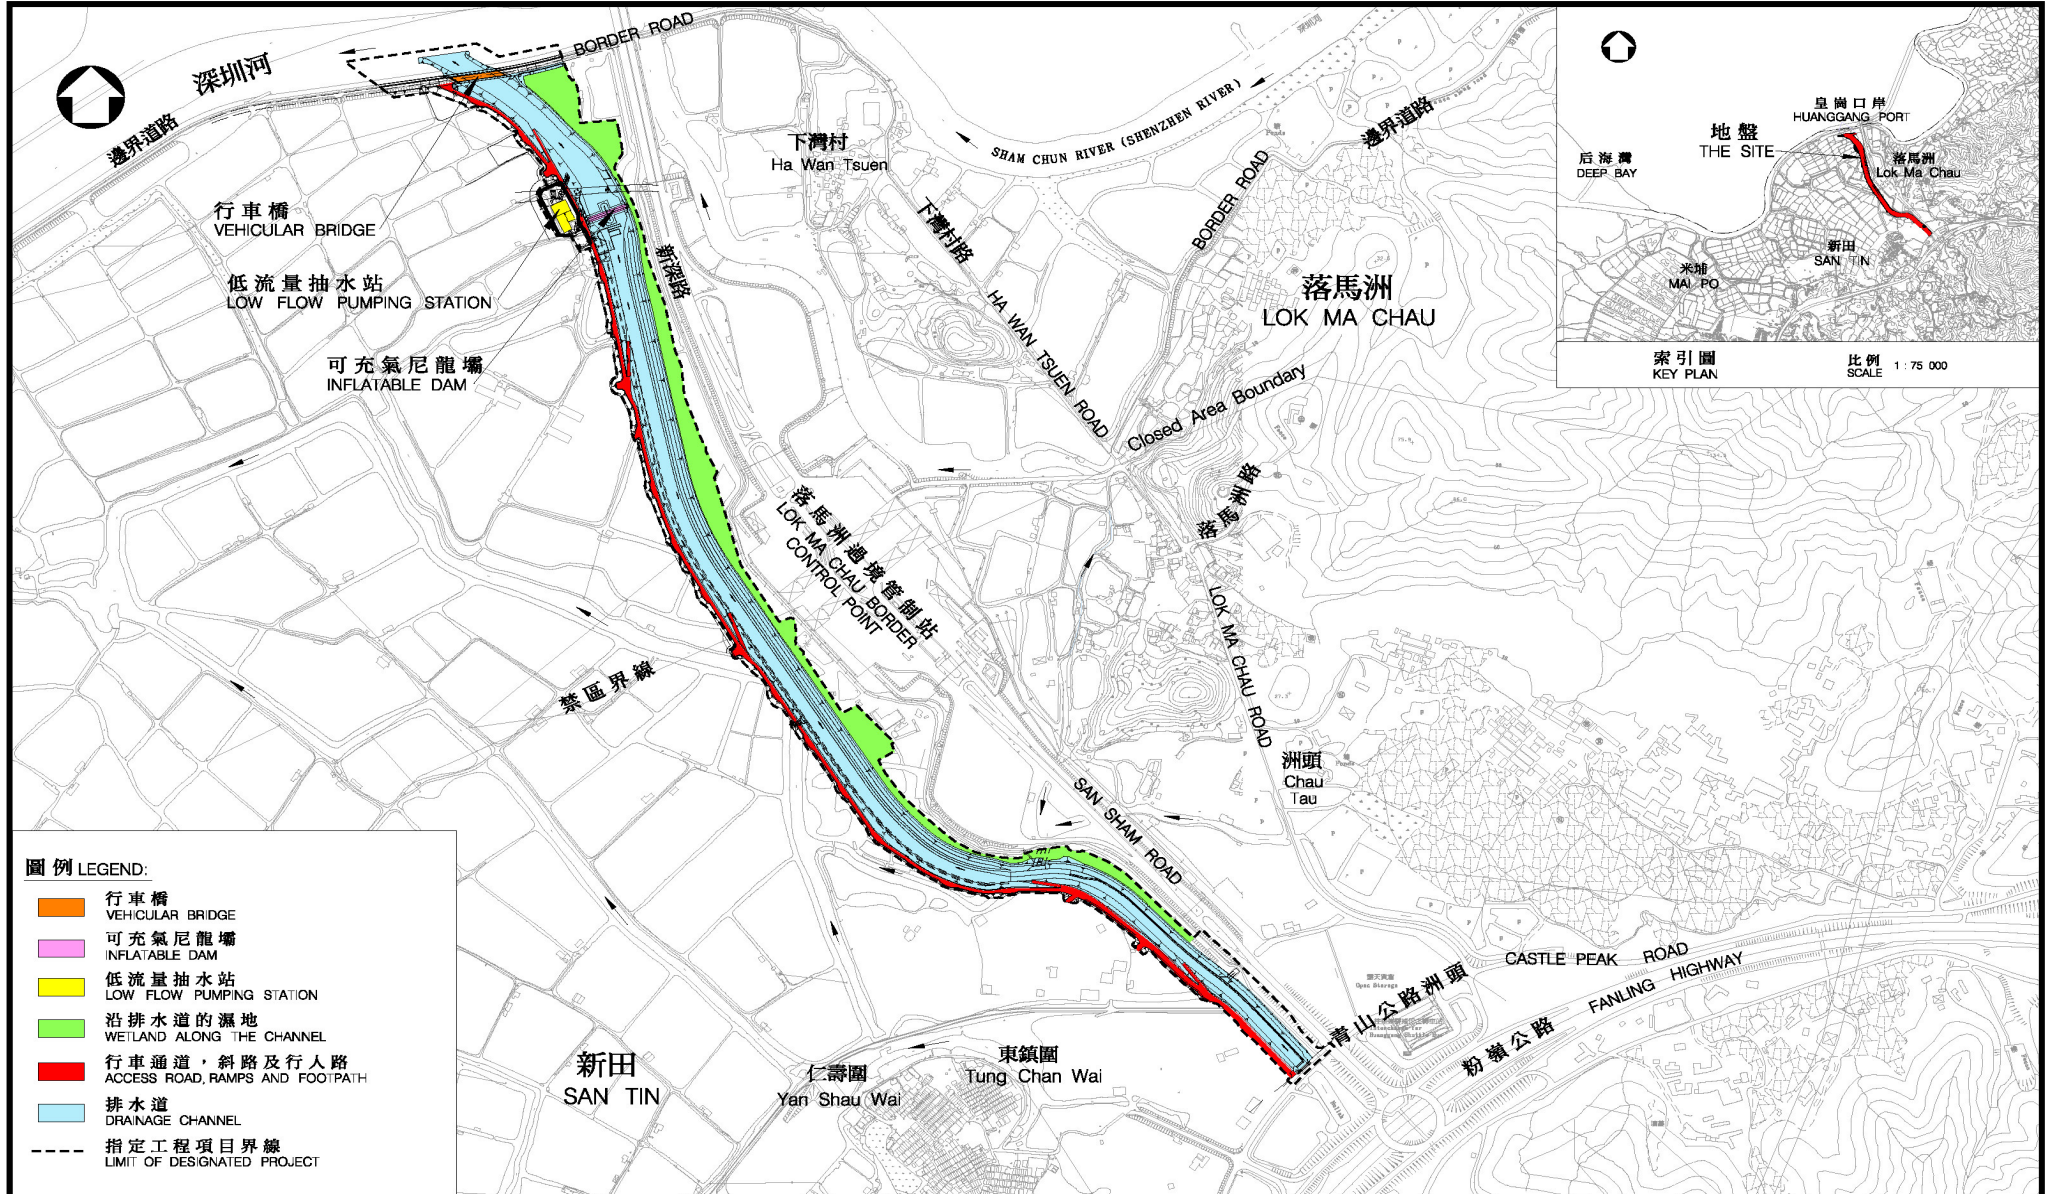 深圳河
BORDER ROAD
邊界道路
行車橋
VEHICULAR BRIDGE
低流量抽水站
LOW FLOW PUMPING STATION
可充氣尼龍壩
INFLATABLE DAM
新深路
下灣村
Ha Wan Tsuen
SHAM CHUN RIVER (SHENZHEN RIVER)
深圳河
邊界道路
BORDER ROAD
下灣村路
HA WAN TSUEN ROAD
落馬洲
LOK MA CHAU
Closed Area Boundary
落馬洲路
LOK MA CHAU ROAD
落馬洲過境管制站
LOK MA CHAU BORDER
CONTROL POINT
禁區界線
洲頭
Chau
Tau
SAN SHAM ROAD
CASTLE PEAK ROAD
FANLING HIGHWAY
青山公路洲頭
粉嶺公路
Open Storage
新田
SAN TIN
仁壽圍
Yan Shau Wai
東鎮圍
Tung Chan Wai
皇崗口岸
HUANGGANG PORT
地盤
THE SITE
后海灣
DEEP BAY
落馬洲
Lok Ma Chau
新田
SAN TIN
米埔
MAI PO
索引圖
KEY PLAN
比例
SCALE 1 : 75 000
圖例 LEGEND:
行車橋
VEHICULAR BRIDGE
可充氣尼龍壩
INFLATABLE DAM
低流量抽水站
LOW FLOW PUMPING STATION
沿排水道的濕地
WETLAND ALONG THE CHANNEL
行車通道，斜路及行人路
ACCESS ROAD, RAMPS AND FOOTPATH
排水道
DRAINAGE CHANNEL
指定工程項目界線
LIMIT OF DESIGNATED PROJECT